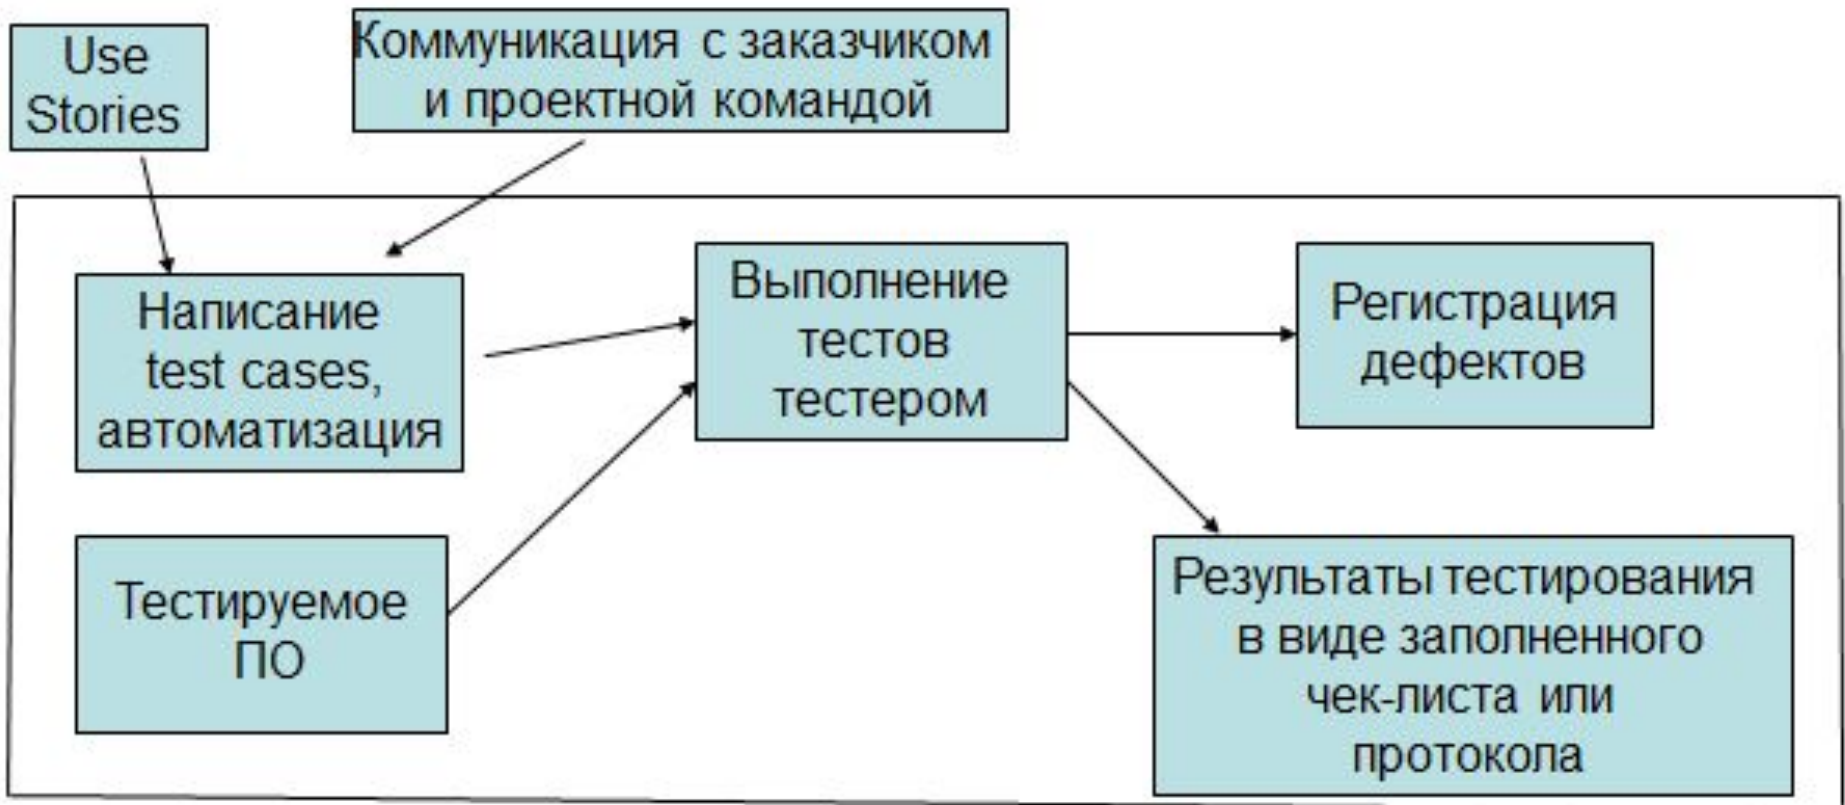 Use
Stories
Коммуникация с заказчиком
и проектной командой
Написание
test cases,
автоматизация
Выполнение
тестов
тестером
Регистрация
дефектов
Тестируемое
ПО
Результаты тестирования
в виде заполненного
чек-листа или
протокола